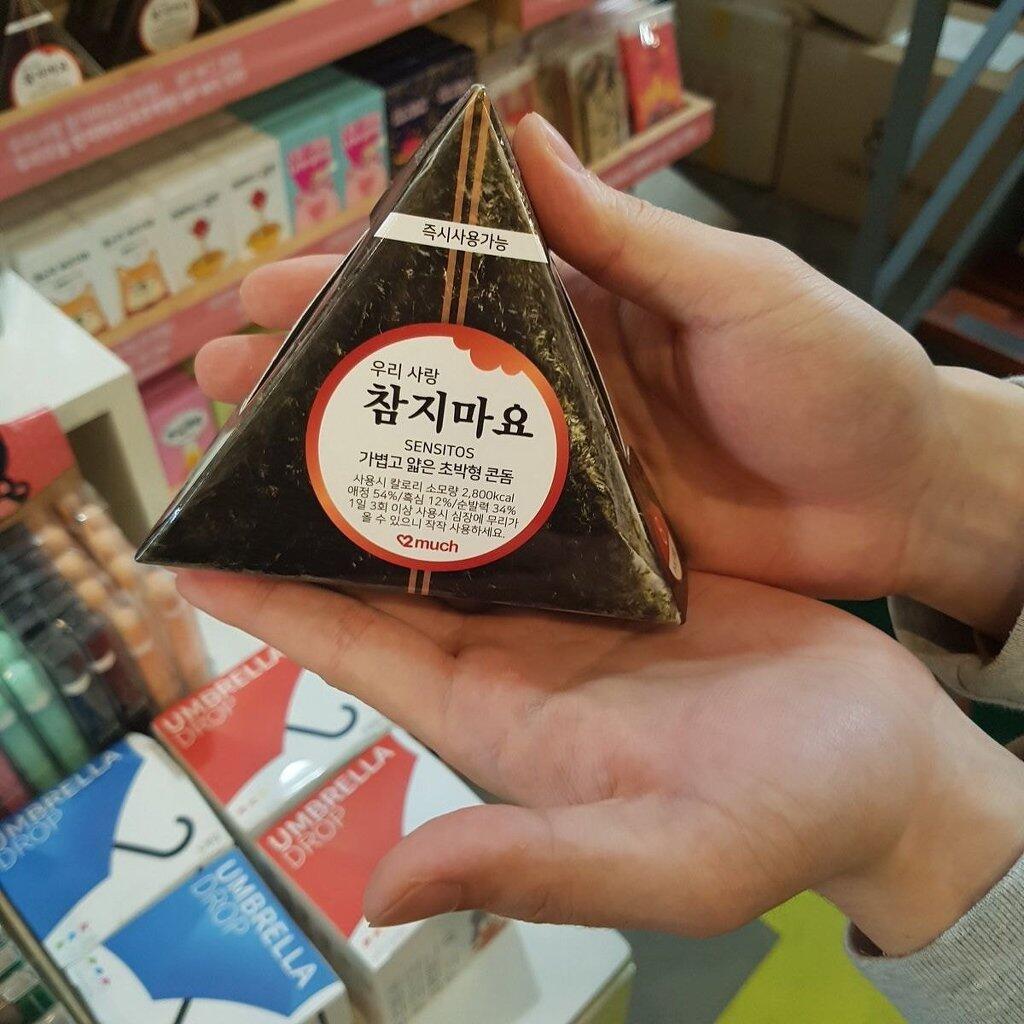 즉시사용가능
우리 사랑
참지마요
SENSITOS
가볍고 얇은 초박형 콘돔
사용시 칼로리 소모량 2,800kcal
애정 54%/흑심 12%/순발력 34%
1일 3회 이상 사용시 심장에 무리가
올 수 있으니 작작 사용하세요.
2much
UMBRELLA
DROP
UMBRELLA
DROP
UMBRELLA
DROP
UMBRELLA
DROP